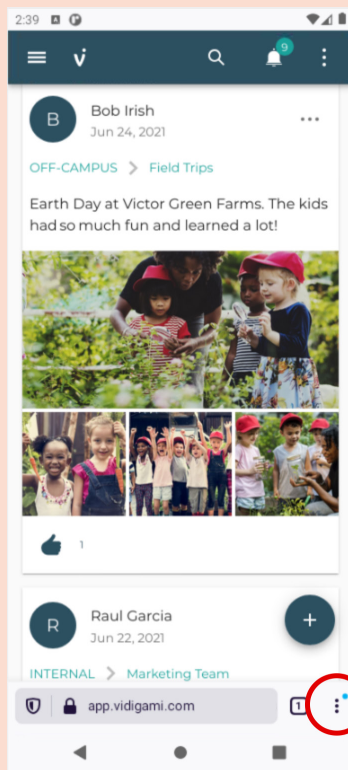 2:39
9
B
Bob Irish
Jun 24, 2021
OFF-CAMPUS Field Trips
Earth Day at Victor Green Farms. The kids
had so much fun and learned a lot!
1
R
Raul Garcia
Jun 22, 2021
INTERNAL Marketing Team
app.vidigami.com
1